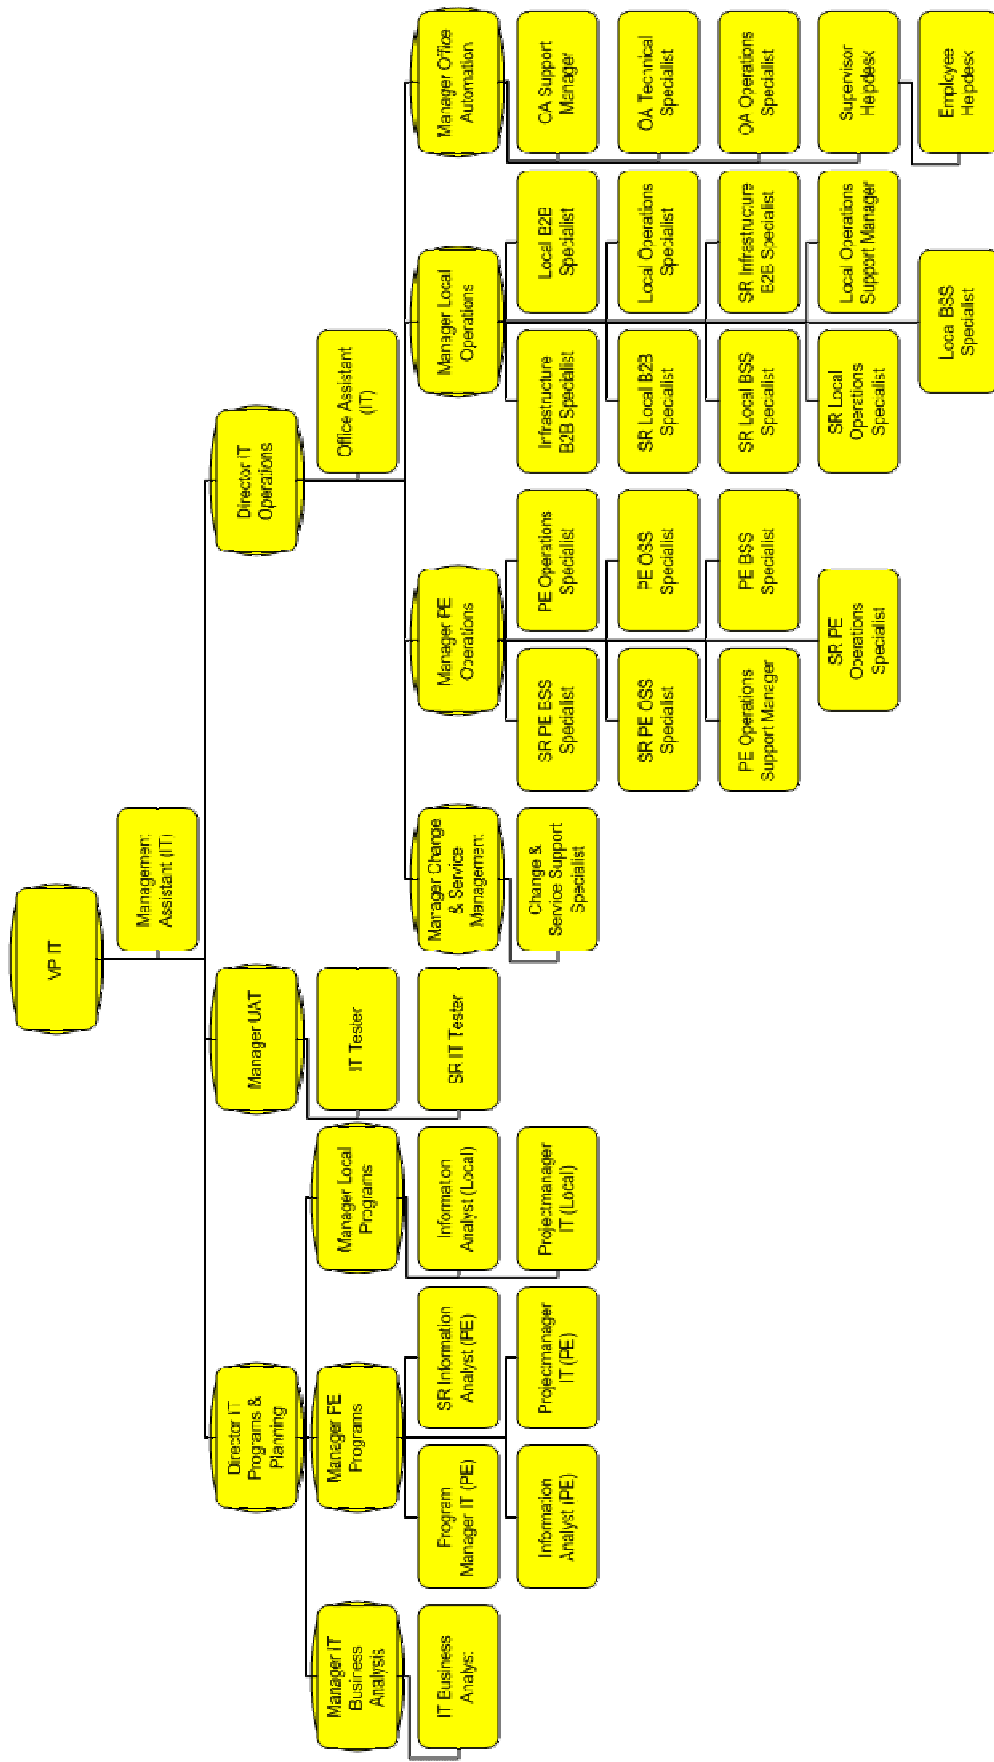 VP IT
Management
Assistant (IT)
Director IT
Programs &
Planning
Manager UAT
Director IT
Operations
Manager IT
Business
Analysis
Manager PE
Programs
Manager Local
Programs
IT Tester
Office Assistant
(IT)
IT Business
Analyst
Program
Manager IT (PE)
SR Information
Analyst (PE)
Information
Analyst (Local)
SR IT Tester
Manager Change
& Service
Management
Manager PE
Operations
Manager Local
Operations
Manager Office
Automation
Information
Analyst (PE)
Projectmanager
IT (PE)
Projectmanager
IT (Local)
Change &
Service Support
Specialist
SR PE BSS
Specialist
PE Operations
Specialist
Infrastructure
B2B Specialist
Local B2B
Specialist
OA Support
Manager
SR PE OSS
Specialist
PE OSS
Specialist
SR Local B2B
Specialist
Local Operations
Specialist
OA Technical
Specialist
PE Operations
Support Manager
PE BSS
Specialist
SR Local BSS
Specialist
SR Infrastructure
B2B Specialist
OA Operations
Specialist
SR PE
Operations
Specialist
SR Local
Operations
Specialist
Local Operations
Support Manager
Supervisor
Helpdesk
Local BSS
Specialist
Employee
Helpdesk